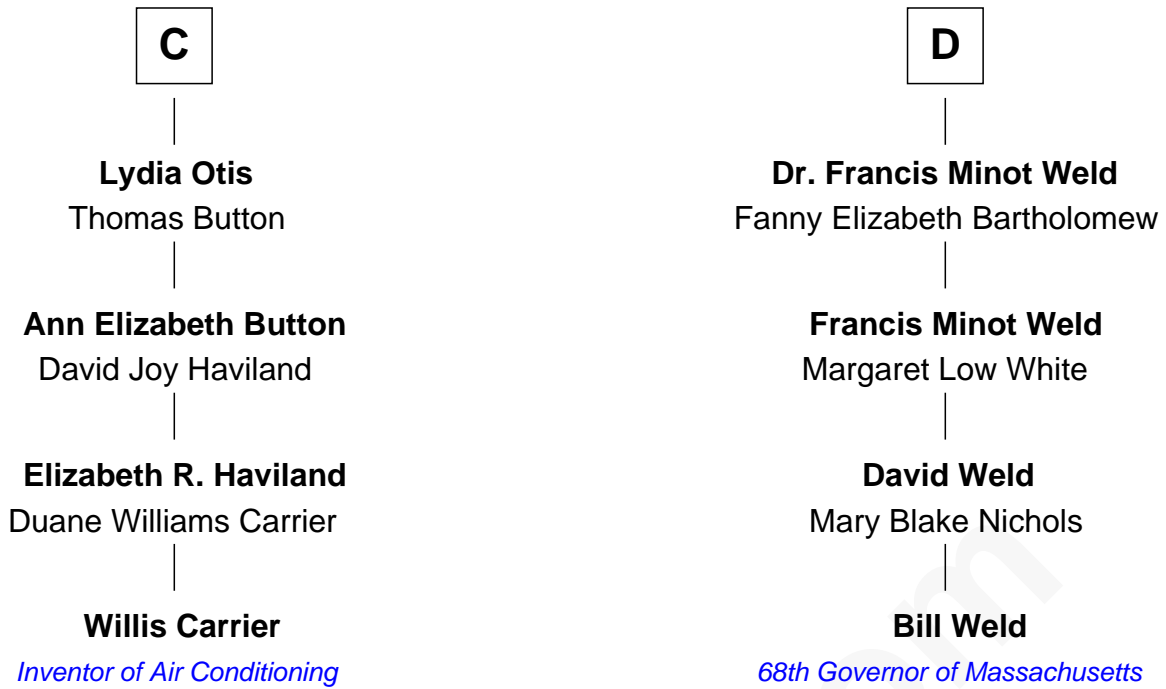 C
Lydia Otis
Thomas Button
Ann Elizabeth Button
David Joy Haviland
Elizabeth R. Haviland
Duane Williams Carrier
Willis Carrier
Inventor of Air Conditioning
D
Dr. Francis Minot Weld
Fanny Elizabeth Bartholomew
Francis Minot Weld
Margaret Low White
David Weld
Mary Blake Nichols
Bill Weld
68th Governor of Massachusetts